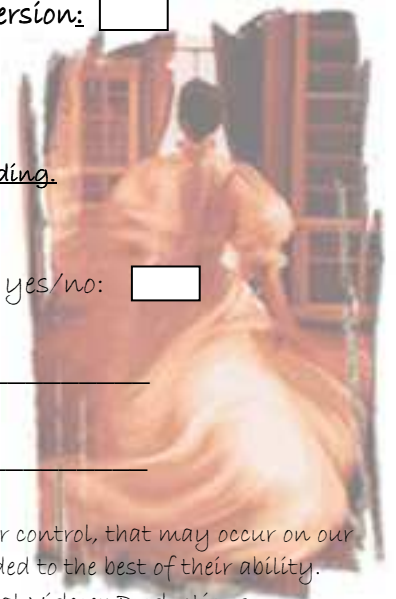 ersion:
ding.
yes/no:
r control, that may occur on our
ded to the best of their ability.